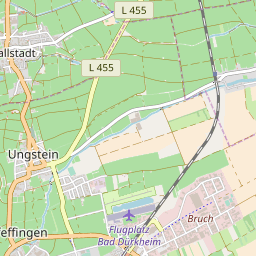 L 455
allstadt
L 455
Ungstein
Bruch
Flugplatz
Bad Dürkheim
effingen